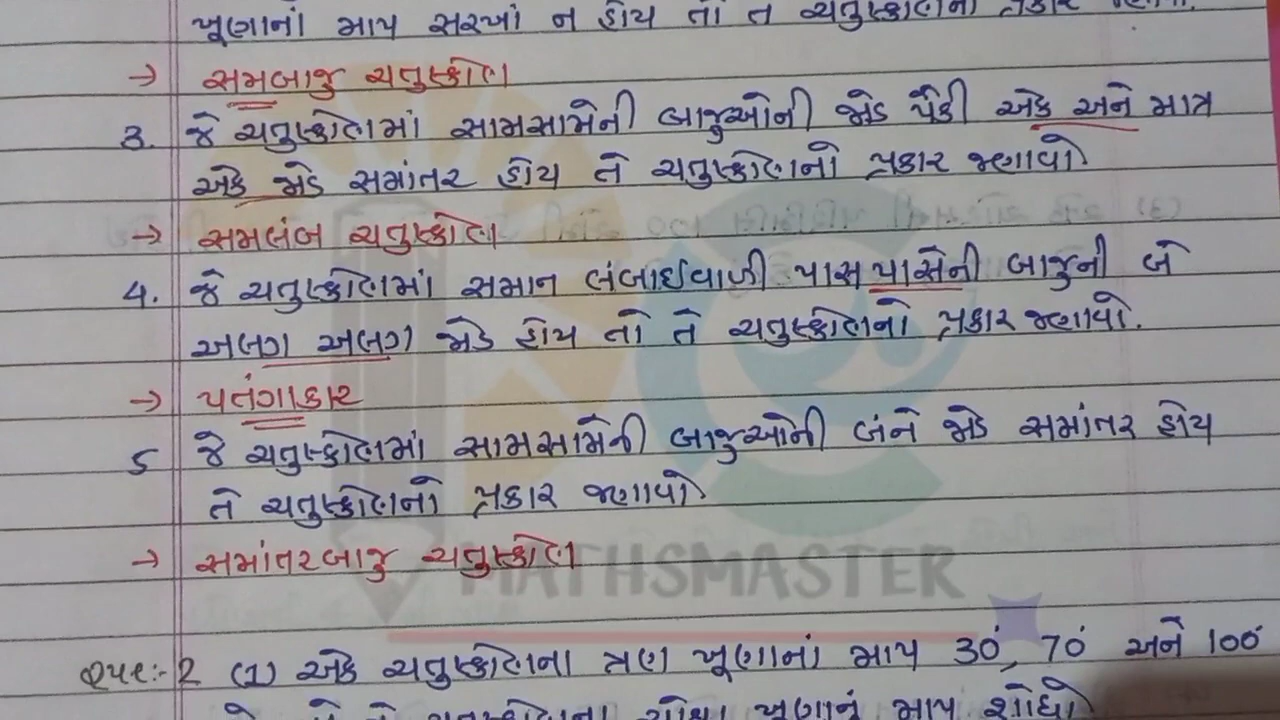 ખૂણાના માપ સરખાં ન હોય તો તે ચતુષ્કોણનો પ્રકાર
→ સમબાજુ ચતુષ્કોણ
3. જે ચતુષ્કોણમાં સામસામેની બાજુઓની જોડ પૈકી એક અને માત્ર
એક જોડ સમાંતર હોય તે ચતુષ્કોણનો પ્રકાર જણાવો
→ સમલંબ ચતુષ્કોણ
4. જે ચતુષ્કોણમાં સમાન લંબાઈવાળી પાસપાસેની બાજુની બે
અલગ અલગ જોડ હોય તો તે ચતુષ્કોણનો પ્રકાર જણાવો.
→ પતંગાકાર
5 જે ચતુષ્કોણમાં સામસામેની બાજુઓની બંને જોડ સમાંતર હોય
તે ચતુષ્કોણનો પ્રકાર જણાવો
→ સમાંતરબાજુ ચતુષ્કોણ
MATHSMASTER
સ્વપ્ર:-2 (1) એક ચતુષ્કોણના ત્રણ ખૂણાનાં માપ 30°, 70° અને 100°
ચતુષ્કોણના ચોથા ખૂણાનું માપ શોધો